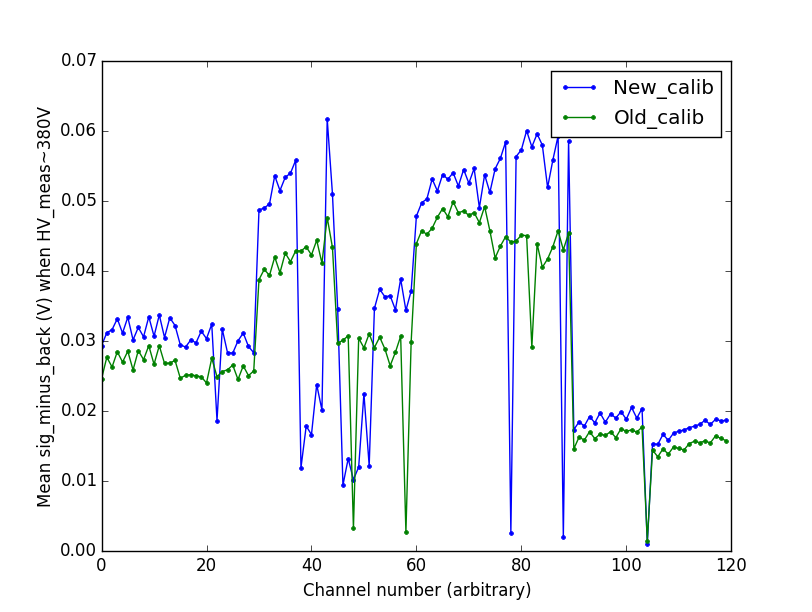 0.07
0.06
0.05
0.04
0.03
0.02
0.01
0.00
Mean sig_minus_back (V) when HV_meas~380V
New_calib
Old_calib
0 20 40 60 80 100 120
Channel number (arbitrary)